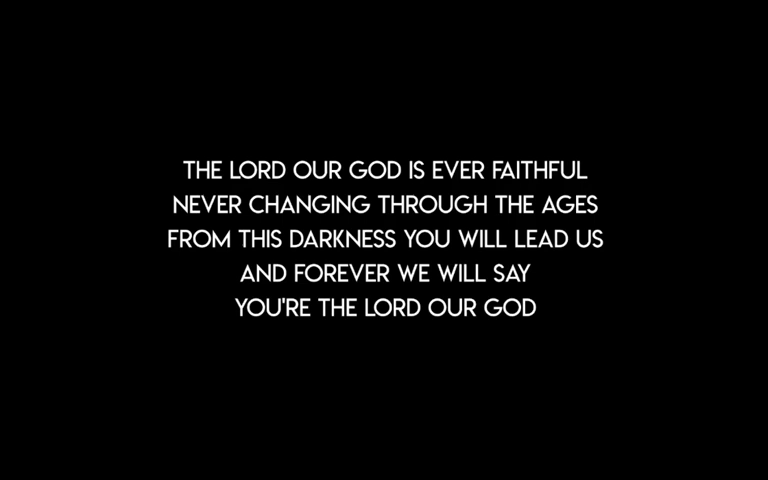 THE LORD OUR GOD IS EVER FAITHFUL
NEVER CHANGING THROUGH THE AGES
FROM THIS DARKNESS YOU WILL LEAD US
AND FOREVER WE WILL SAY
YOU'RE THE LORD OUR GOD